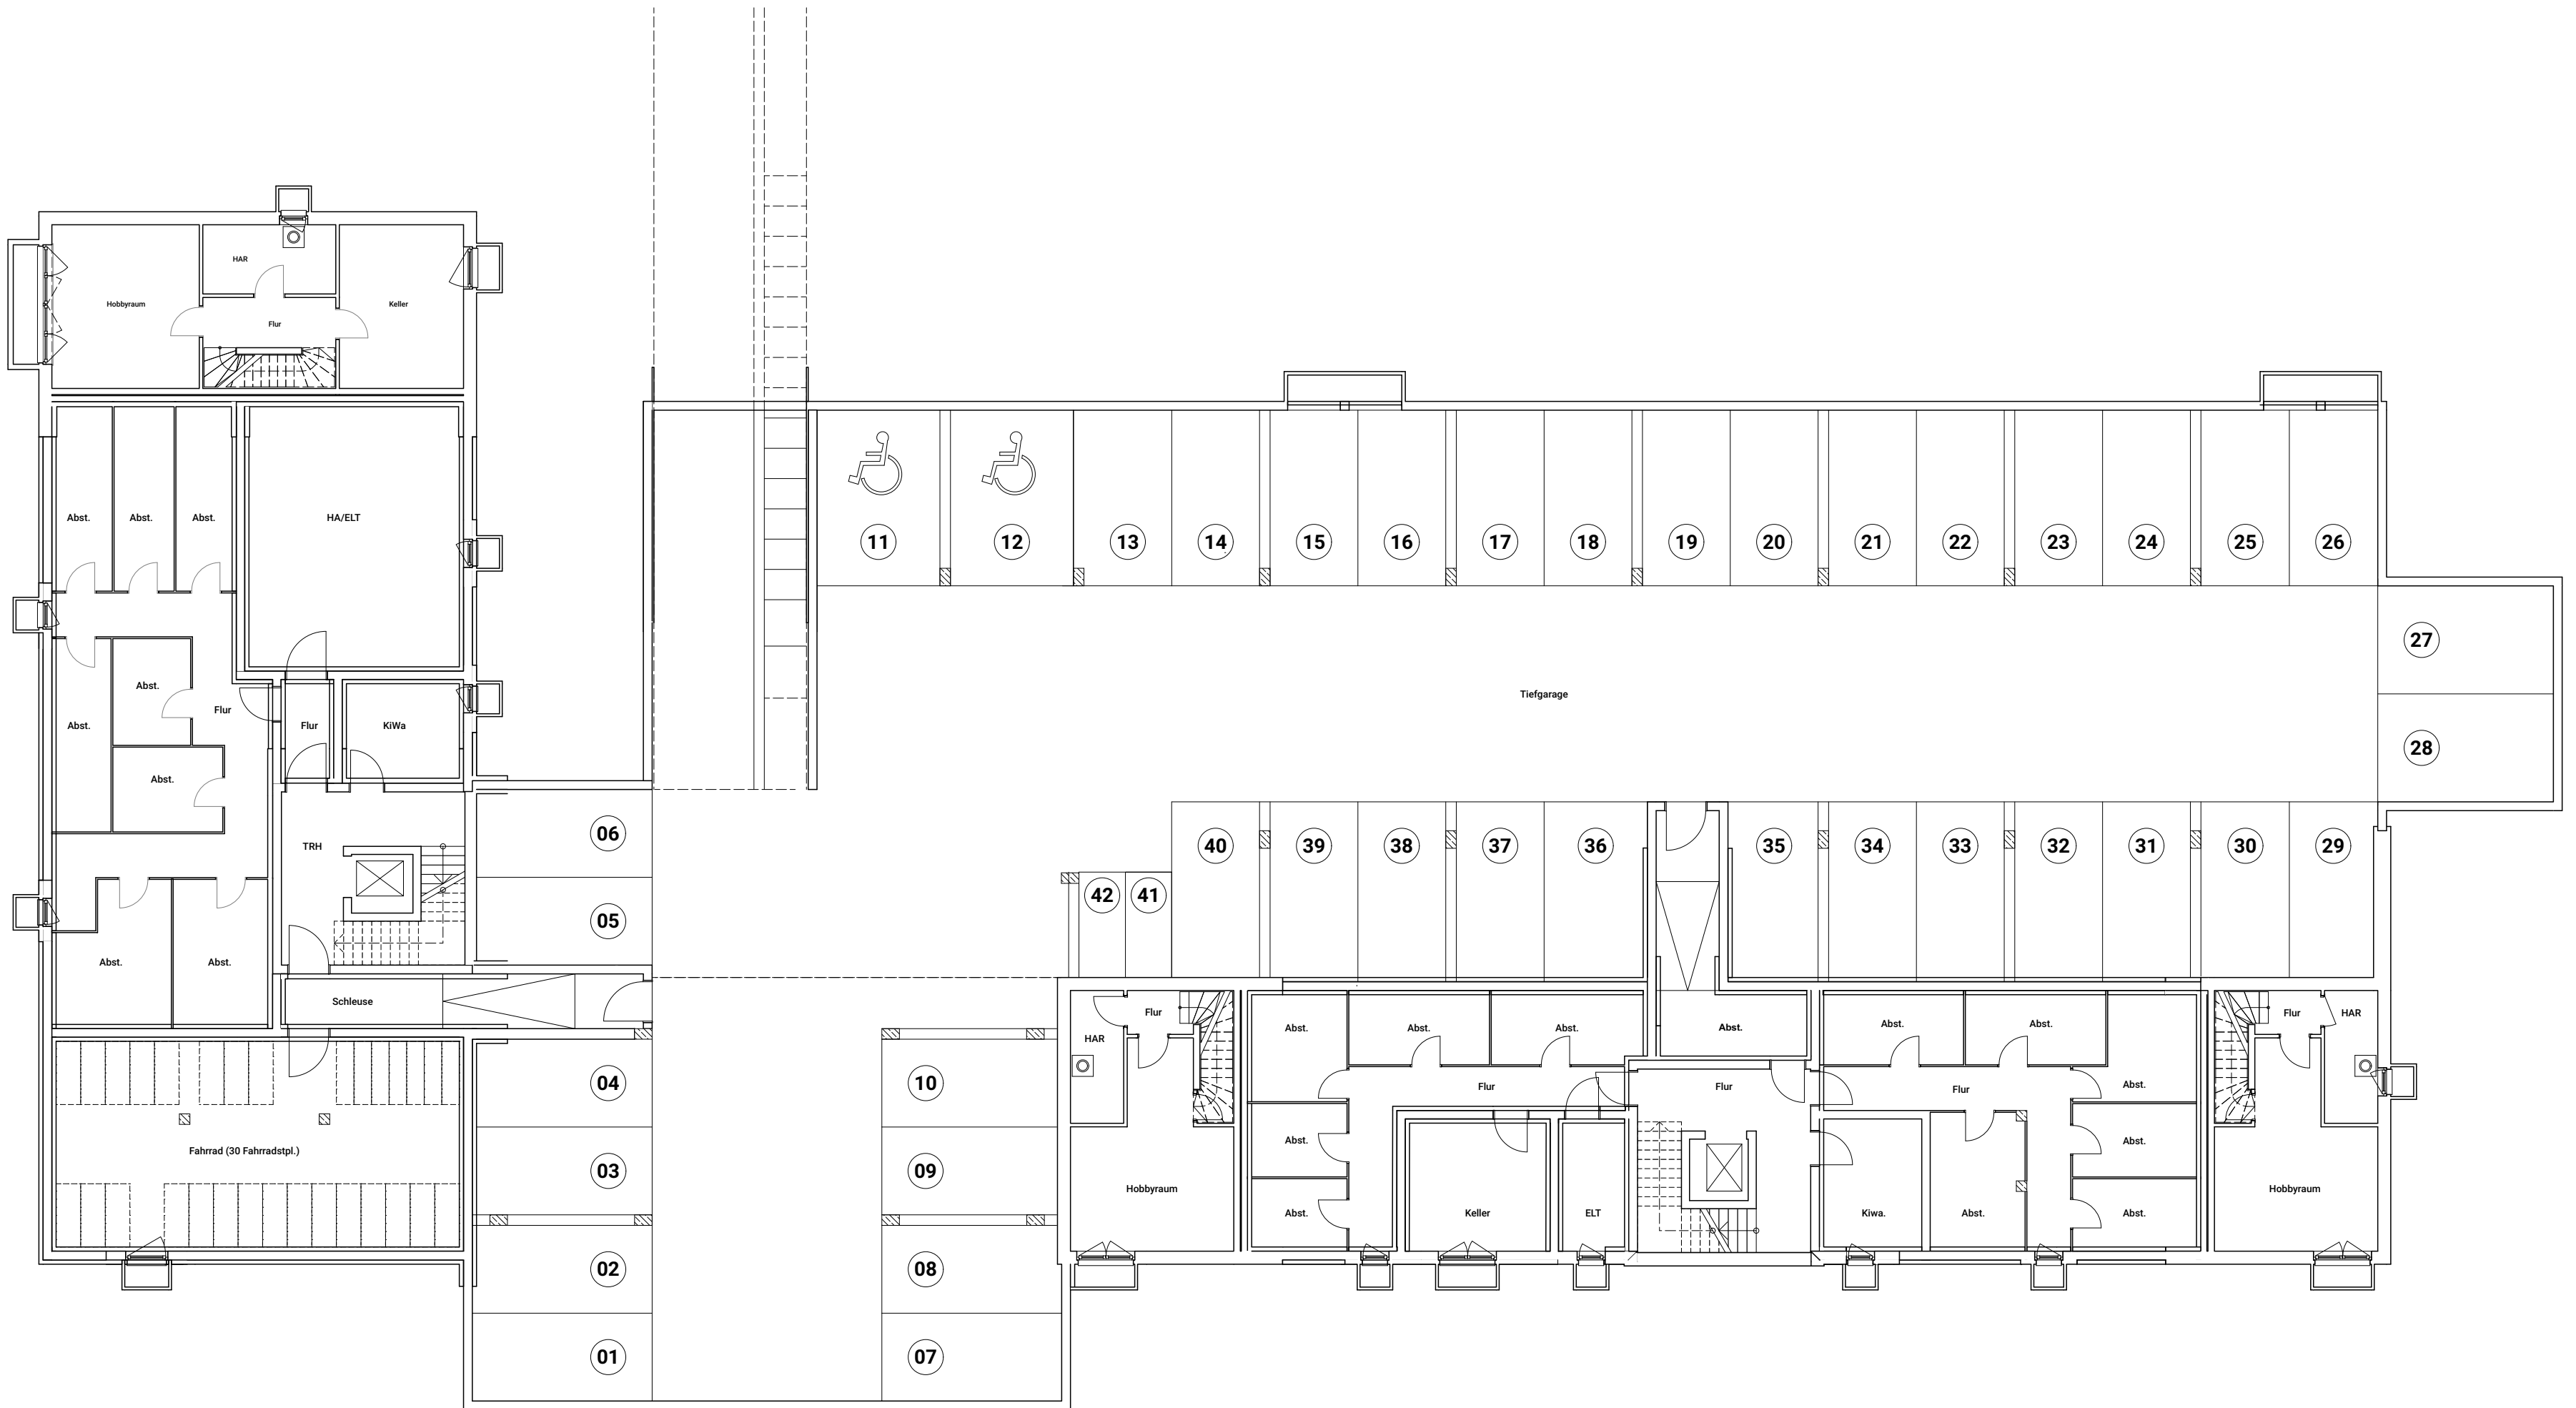 HAR
Hobbyraum
Keller
Flur
Abst.
Abst.
Abst.
HA/ELT
11
12
13
14
15
16
17
18
19
20
21
22
23
24
25
26
27
28
Tiefgarage
Abst.
Abst.
Flur
Abst.
Flur
KiWa
Abst.
TRH
06
05
Abst.
Abst.
Schleuse
42
41
40
39
38
37
36
35
34
33
32
31
30
29
Fahrrad (30 Fahrradstpl.)
04
03
02
01
10
09
08
07
Flur
HAR
Hobbyraum
Abst.
Abst.
Abst.
Flur
Abst.
Abst.
Keller
ELT
Abst.
Flur
Abst.
Abst.
Flur
Abst.
Abst.
Kiwa.
Abst.
Abst.
Flur
HAR
Hobbyraum